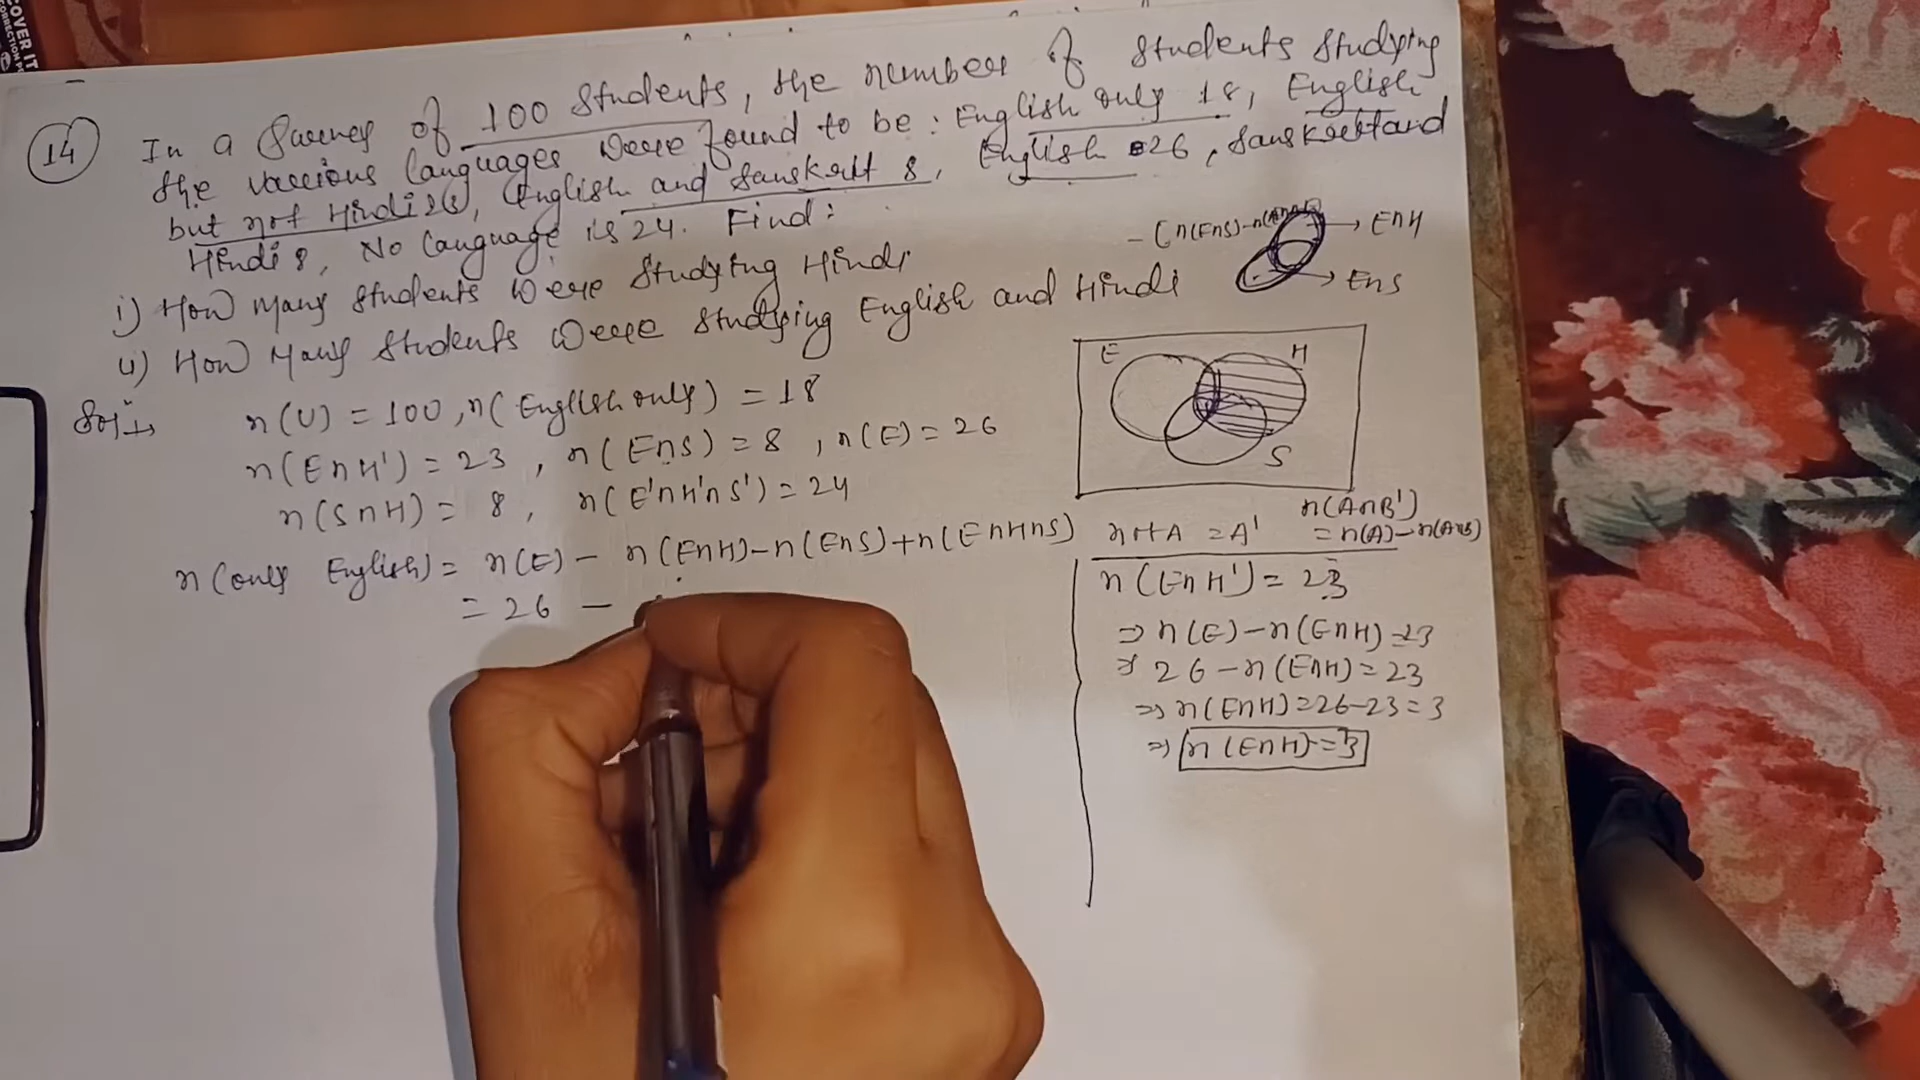 COVER IT
CORRECTION P
14
In a Survey of 100 Students, the number of Students Studying
the various languages were found to be : English only 18, English
but not Hindi 23, English and Sanskrit 8, English 26, Sanskrit and
Hindi 8, No language is 24. Find:
i) How Many Students were Studying Hindi
ii) How Many Students were Studying English and Hindi
→ E∩H
→ E∩S
E H
S
Sol:→ n(U) = 100, n(English only) = 18
n(E∩H') = 23, n(E∩S) = 8, n(E) = 26
n(S∩H) = 8, n(E'∩H'∩S') = 24
n(only English) = n(E) - n(E∩H)-n(E∩S)+n(E∩H∩S)
= 26 -
not A = A'
n(A∩B')
= n(A)-n(A∩B)
n(E∩H') = 23
⇒ n(E)-n(E∩H)=23
⇒ 26-n(E∩H)=23
⇒ n(E∩H)=26-23=3
⇒ n(E∩H)=3